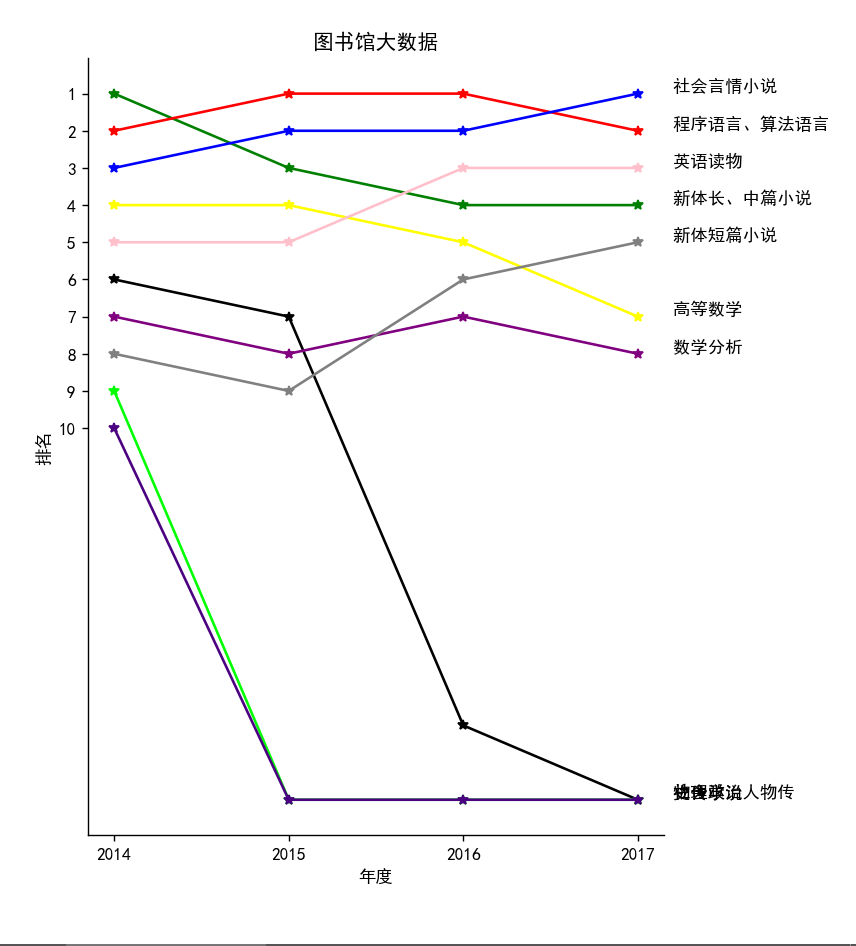 图书馆大数据
1
2
3
4
5
6
7
8
9
10
排名
社会言情小说
程序语言、算法语言
英语读物
新体长、中篇小说
新体短篇小说
高等数学
数学分析
人物传
2014
2015
2016
2017
年度